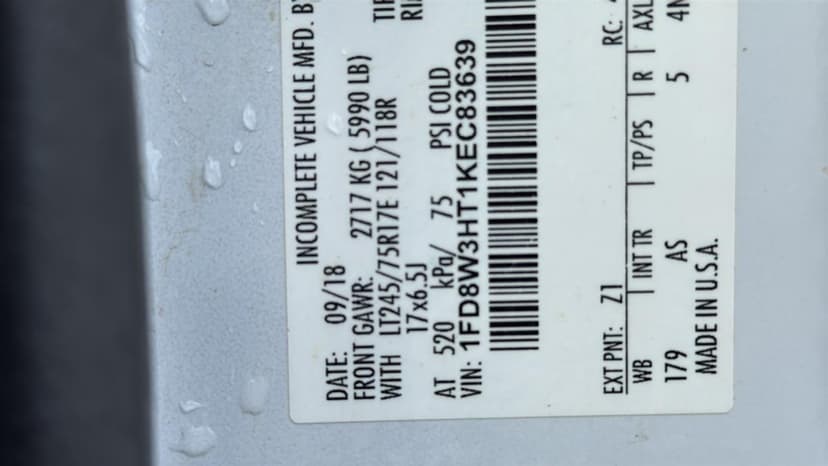 INCOMPLETE VEHICLE MFD. BY
DATE: 09/18
FRONT GAWR: 2717 KG ( 5990 LB)
WITH LT245/75R17E 121/118R
17x6.5J
AT 520 kPa/ 75 PSI COLD
VIN: 1FD8W3HT1KEC83639
EXT PNT: Z1 RC:
WB | INT TR | TP/PS | R | AXL
179 AS 5
MADE IN U.S.A.